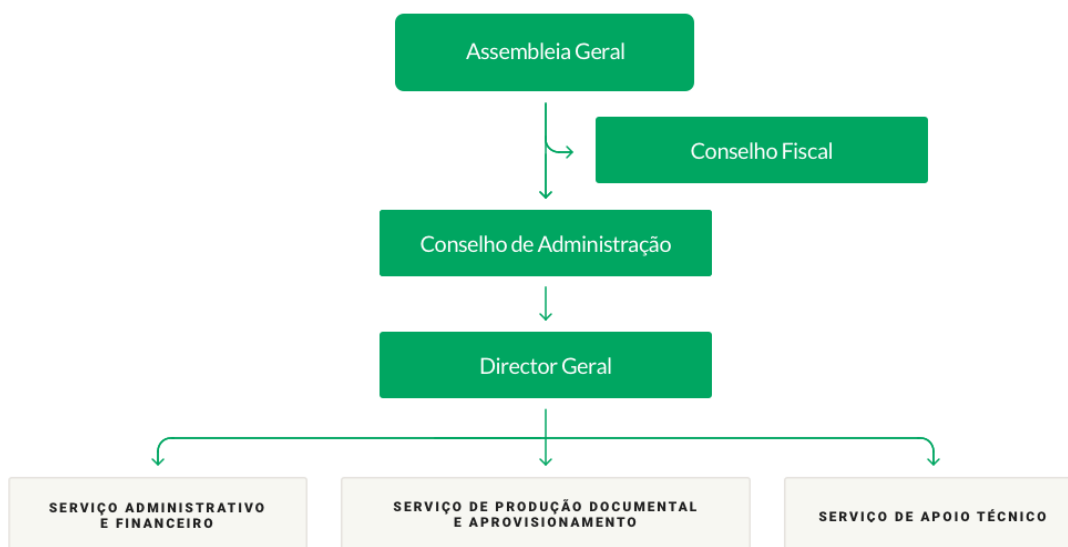 Assembleia Geral
Conselho Fiscal
Conselho de Administração
Director Geral
SERVIÇO ADMINISTRATIVO
E FINANCEIRO
SERVIÇO DE PRODUÇÃO DOCUMENTAL
E APROVISIONAMENTO
SERVIÇO DE APOIO TÉCNICO